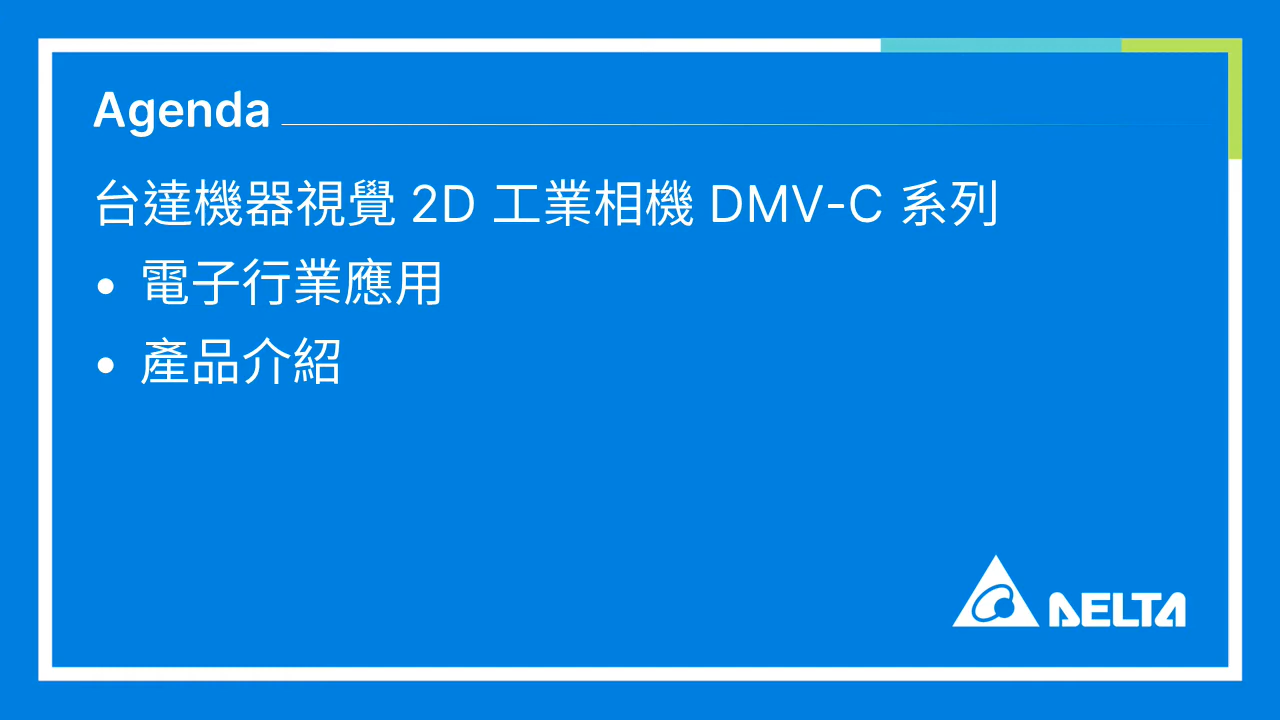 Agenda
台達機器視覺 2D 工業相機 DMV-C 系列
• 電子行業應用
• 產品介紹
DELTA